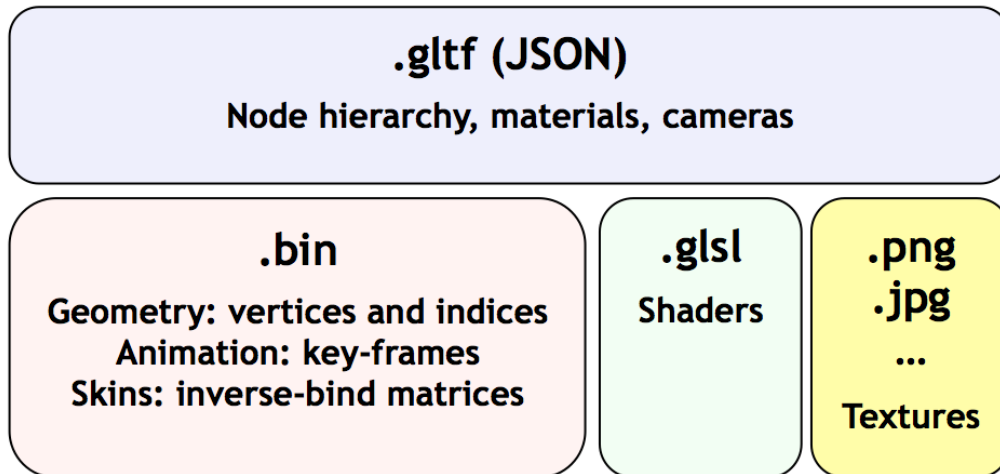 .gltf (JSON)
Node hierarchy, materials, cameras
.bin
Geometry: vertices and indices
Animation: key-frames
Skins: inverse-bind matrices
.glsl
Shaders
.png
.jpg
...
Textures